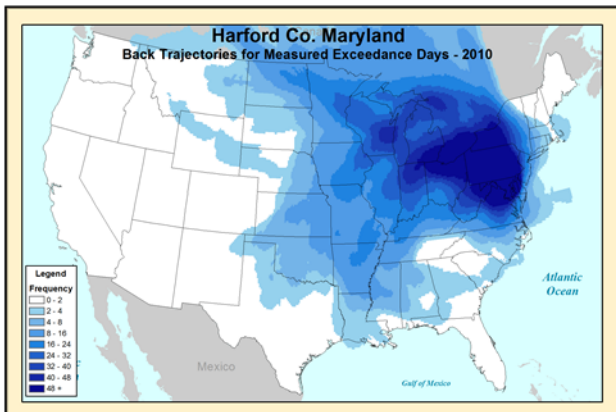 Harford Co. Maryland
Back Trajectories for Measured Exceedance Days - 2010
Legend
Frequency
0 - 2
2 - 4
4 - 8
8 - 16
16 - 24
24 - 32
32 - 40
40 - 48
48 +
Atlantic
Ocean
Mexico
Gulf of Mexico